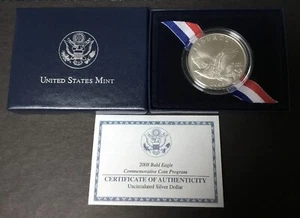 UNITED STATES MINT
2008 Bald Eagle
Commemorative Coin Program
CERTIFICATE OF AUTHENTICITY
Uncirculated Silver Dollar